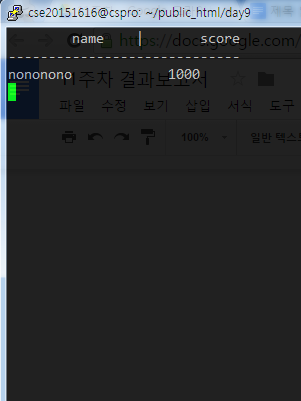 cse20151616@cspro: ~/public_html/day9
name | score
-----------------------------
nononono 1000
https://docs.google.com/
11주차 결과보고서
파일 수정 보기 삽입 서식 도구
100% 일반 텍스